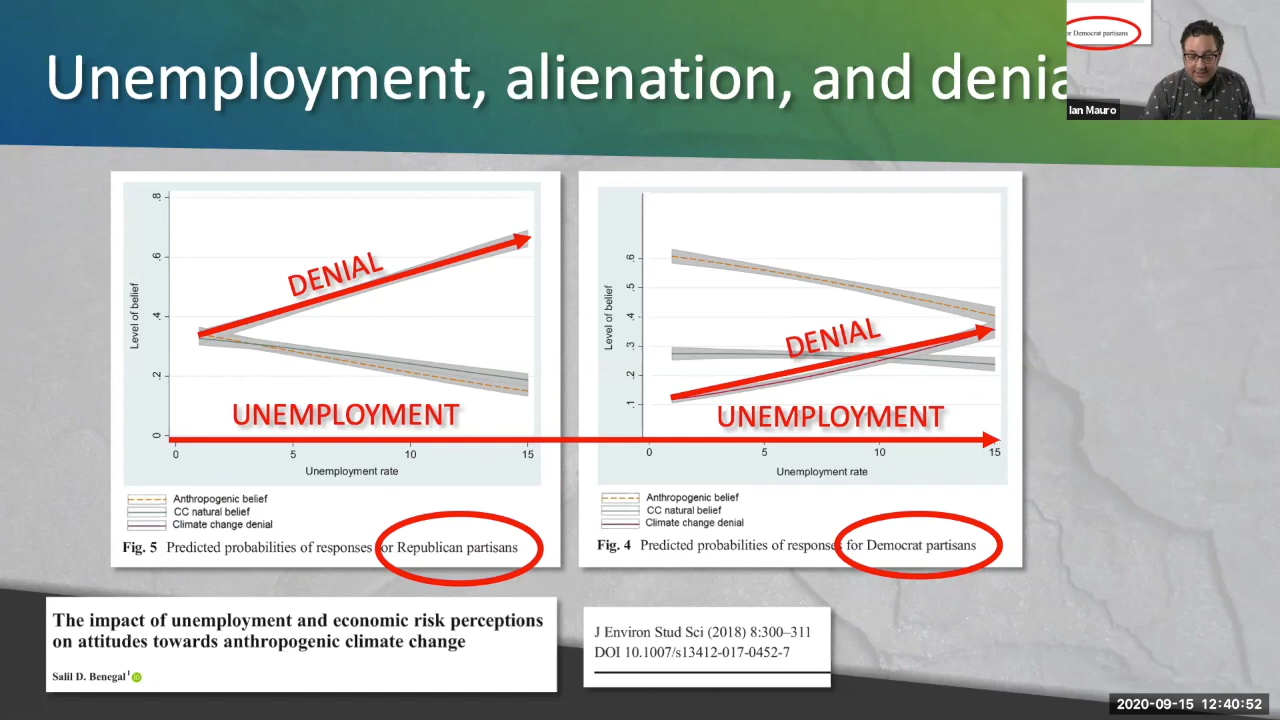 Unemployment, alienation, and denia
or Democrat partisans
Ian Mauro
.8
.6
.4
.2
0
Level of belief
DENIAL
UNEMPLOYMENT
0 5 10 15
Unemployment rate
Anthropogenic belief
CC natural belief
Climate change denial
Fig. 5 Predicted probabilities of responses or Republican partisans
.6
.5
.4
.3
.2
.1
Level of belief
DENIAL
UNEMPLOYMENT
0 5 10 15
Unemployment rate
Anthropogenic belief
CC natural belief
Climate change denial
Fig. 4 Predicted probabilities of responses for Democrat partisans
The impact of unemployment and economic risk perceptions
on attitudes towards anthropogenic climate change
Salil D. Benegal¹ iD
J Environ Stud Sci (2018) 8:300–311
DOI 10.1007/s13412-017-0452-7
2020-09-15 12:40:52